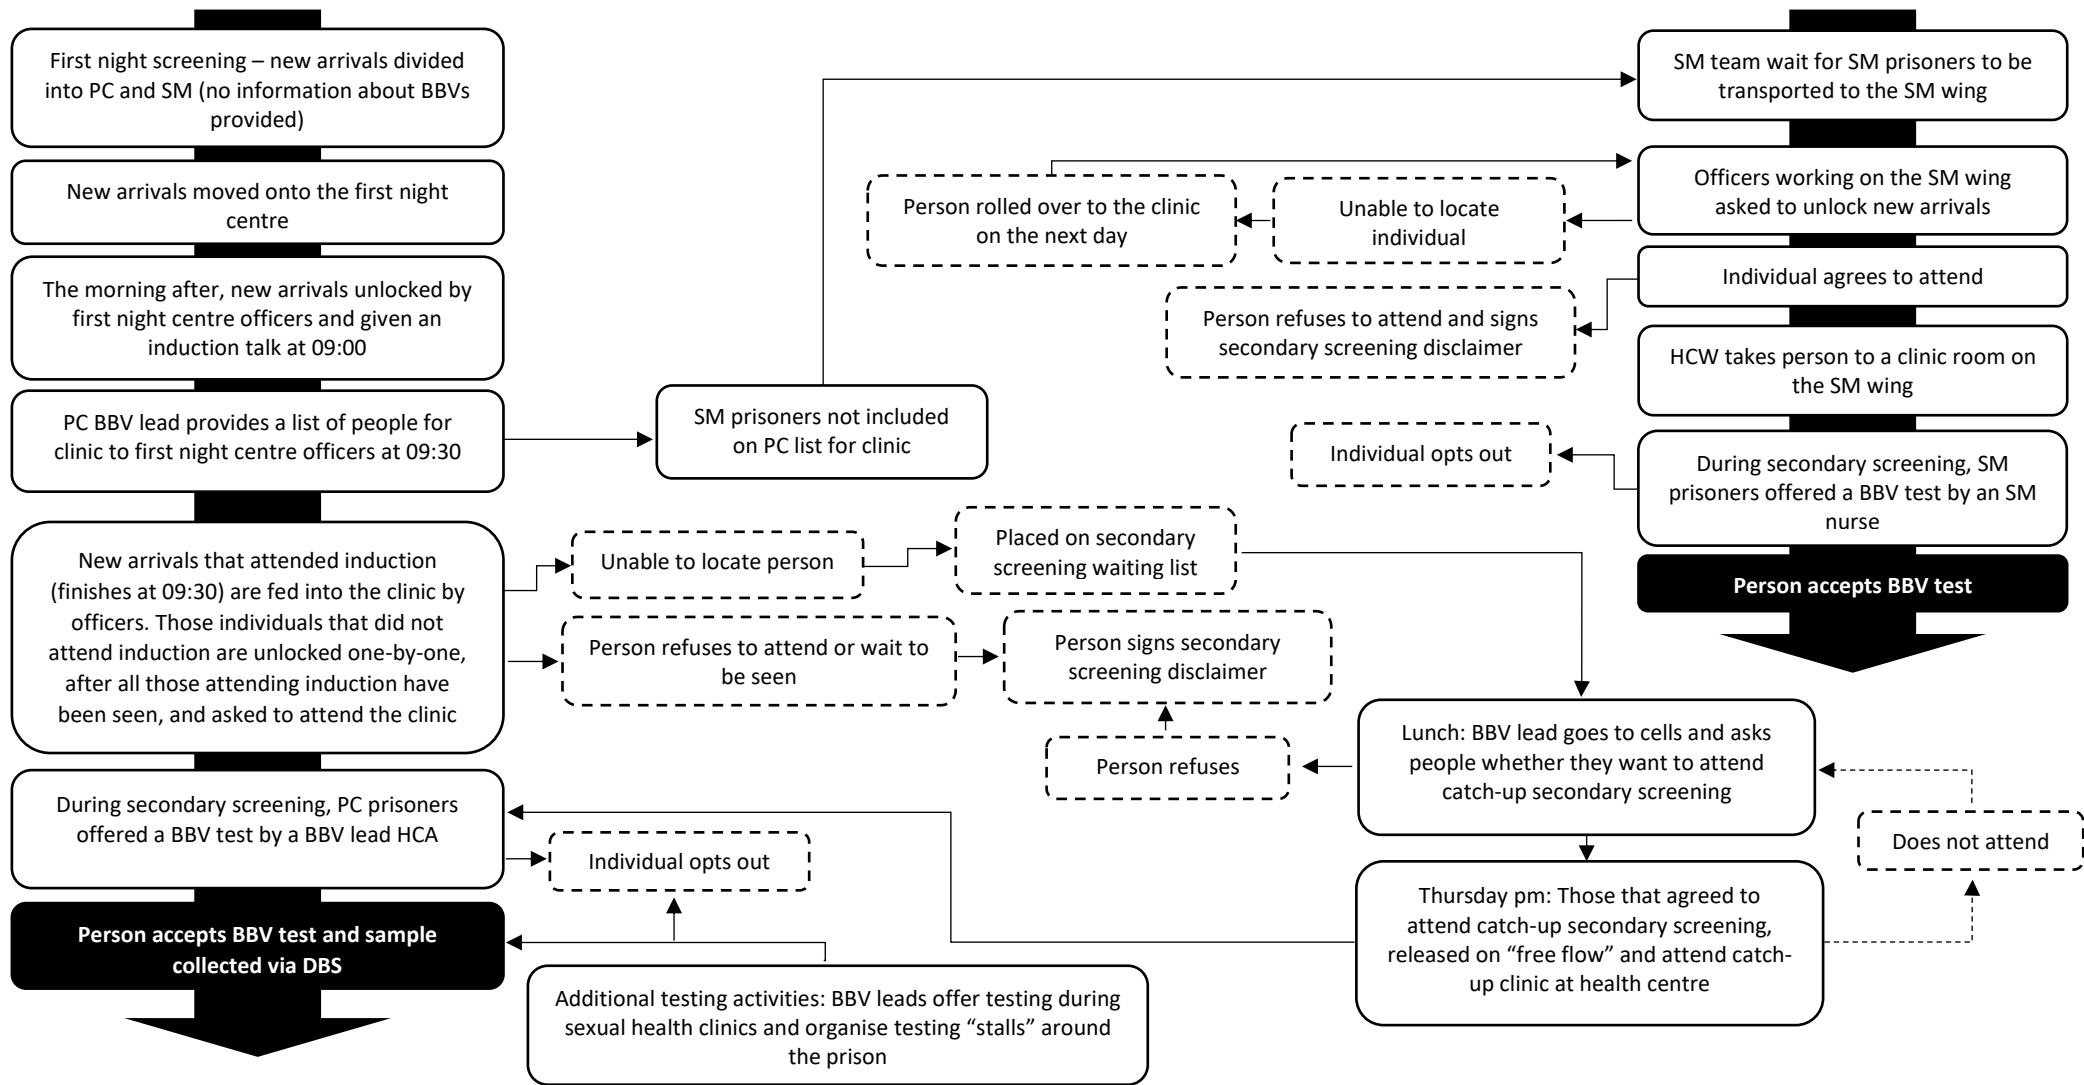 First night screening – new arrivals divided
into PC and SM (no information about BBVs
provided)
New arrivals moved onto the first night
centre
The morning after, new arrivals unlocked by
first night centre officers and given an
induction talk at 09:00
PC BBV lead provides a list of people for
clinic to first night centre officers at 09:30
New arrivals that attended induction
(finishes at 09:30) are fed into the clinic by
officers. Those individuals that did not
attend induction are unlocked one-by-one,
after all those attending induction have
been seen, and asked to attend the clinic
During secondary screening, PC prisoners
offered a BBV test by a BBV lead HCA
Person accepts BBV test and sample
collected via DBS
SM prisoners not included
on PC list for clinic
Unable to locate person
Placed on secondary
screening waiting list
Person refuses to attend or wait to
be seen
Person signs secondary
screening disclaimer
Person refuses
Individual opts out
Additional testing activities: BBV leads offer testing during
sexual health clinics and organise testing “stalls” around
the prison
Lunch: BBV lead goes to cells and asks
people whether they want to attend
catch-up secondary screening
Thursday pm: Those that agreed to
attend catch-up secondary screening,
released on “free flow” and attend catch-
up clinic at health centre
Does not attend
SM team wait for SM prisoners to be
transported to the SM wing
Officers working on the SM wing
asked to unlock new arrivals
Unable to locate
individual
Person rolled over to the clinic
on the next day
Individual agrees to attend
Person refuses to attend and signs
secondary screening disclaimer
HCW takes person to a clinic room on
the SM wing
During secondary screening, SM
prisoners offered a BBV test by an SM
nurse
Individual opts out
Person accepts BBV test